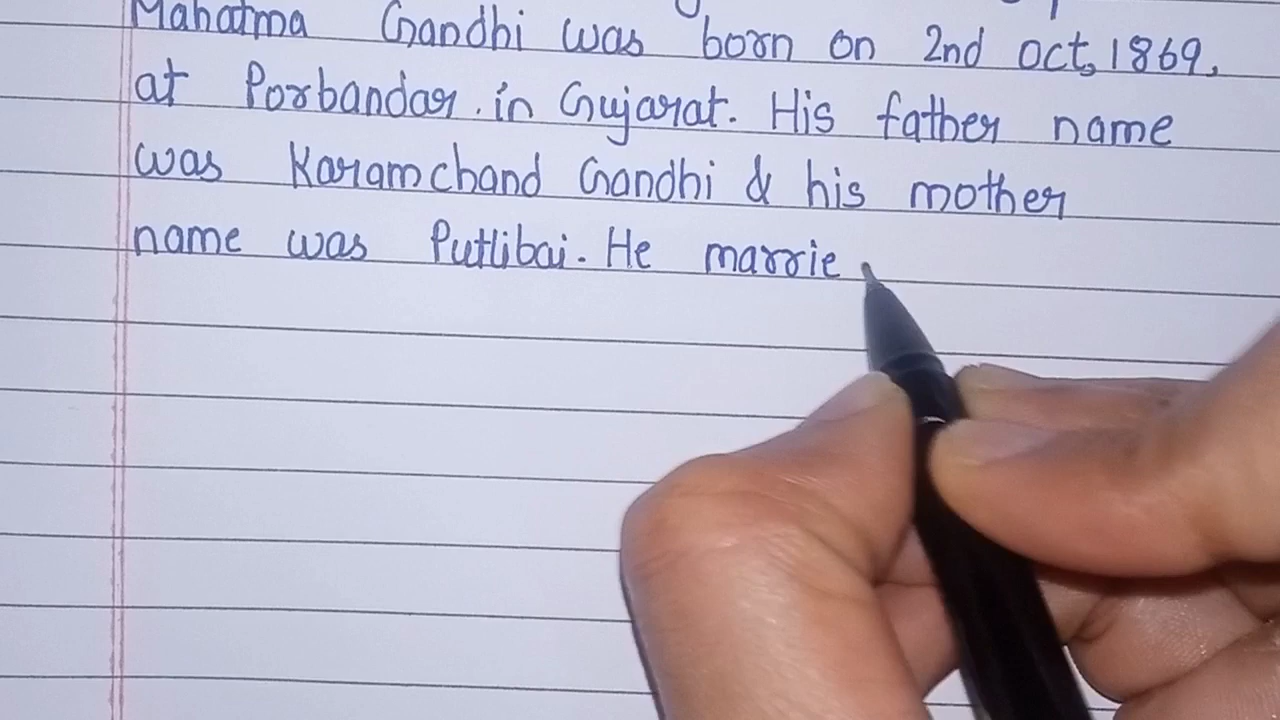 Mahatma Gandhi was born on 2nd Oct, 1869,
at Porbandar. in Gujarat. His father name
was Karamchand Gandhi & his mother
name was Putlibai. He marrie